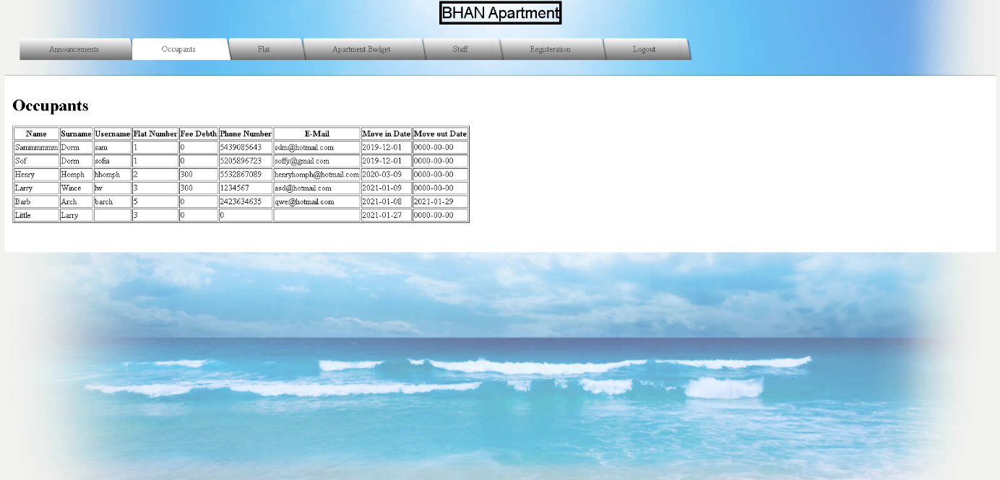 BHAN Apartment
Announcements Occupants Flat Apartment Budget Staff Registeration Logout
Occupants
Name Surname Username Flat Number Fee Debth Phone Number E-Mail Move in Date Move out Date
Sammmmmm Dorm sam 1 0 5439085643 sdm@hotmail.com 2019-12-01 0000-00-00
Sof Dorm sofia 1 0 5205896723 soffy@gmail.com 2019-12-01 0000-00-00
Henry Homph hhomph 2 300 5532867089 henryhomph@hotmail.com 2020-03-09 0000-00-00
Larry Wince lw 3 300 1234567 asd@hotmail.com 2021-01-09 0000-00-00
Barb Arch barch 5 0 2423634635 qwe@hotmail.com 2021-01-08 2021-01-29
Little Larry 3 0 0 2021-01-27 0000-00-00